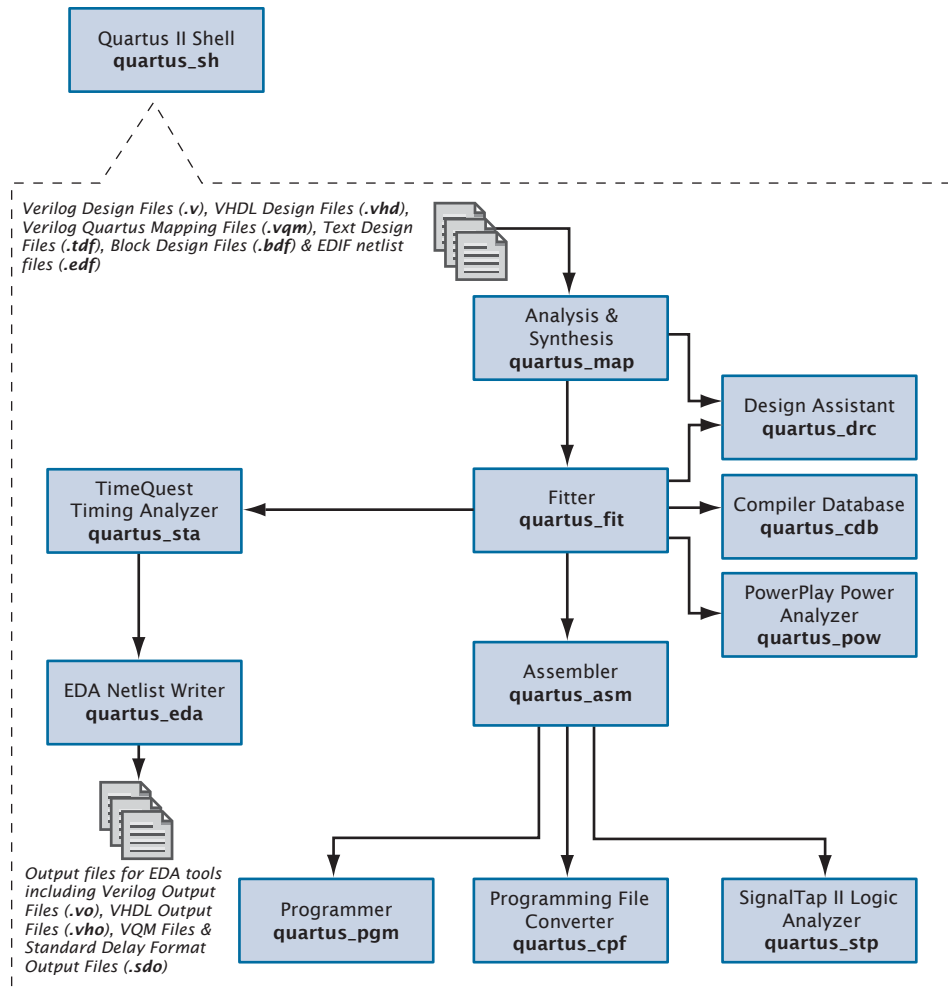 Quartus II Shell
quartus_sh
Verilog Design Files (.v), VHDL Design Files (.vhd),
Verilog Quartus Mapping Files (.vqm), Text Design
Files (.tdf), Block Design Files (.bdf) & EDIF netlist
files (.edf)
Analysis &
Synthesis
quartus_map
Design Assistant
quartus_drc
TimeQuest
Timing Analyzer
quartus_sta
Fitter
quartus_fit
Compiler Database
quartus_cdb
PowerPlay Power
Analyzer
quartus_pow
EDA Netlist Writer
quartus_eda
Assembler
quartus_asm
Output files for EDA tools
including Verilog Output
Files (.vo), VHDL Output
Files (.vho), VQM Files &
Standard Delay Format
Output Files (.sdo)
Programmer
quartus_pgm
Programming File
Converter
quartus_cpf
SignalTap II Logic
Analyzer
quartus_stp